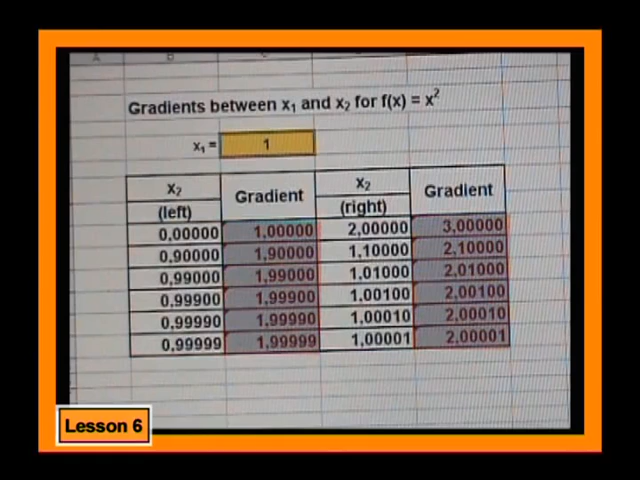 Gradients between x₁ and x₂ for f(x) = x²
x₁ = 1
x₂ Gradient x₂ Gradient
(left) (right)
0,00000 1,00000 2,00000 3,00000
0,90000 1,90000 1,10000 2,10000
0,99000 1,99000 1,01000 2,01000
0,99900 1,99900 1,00100 2,00100
0,99990 1,99990 1,00010 2,00010
0,99999 1,99999 1,00001 2,00001
Lesson 6